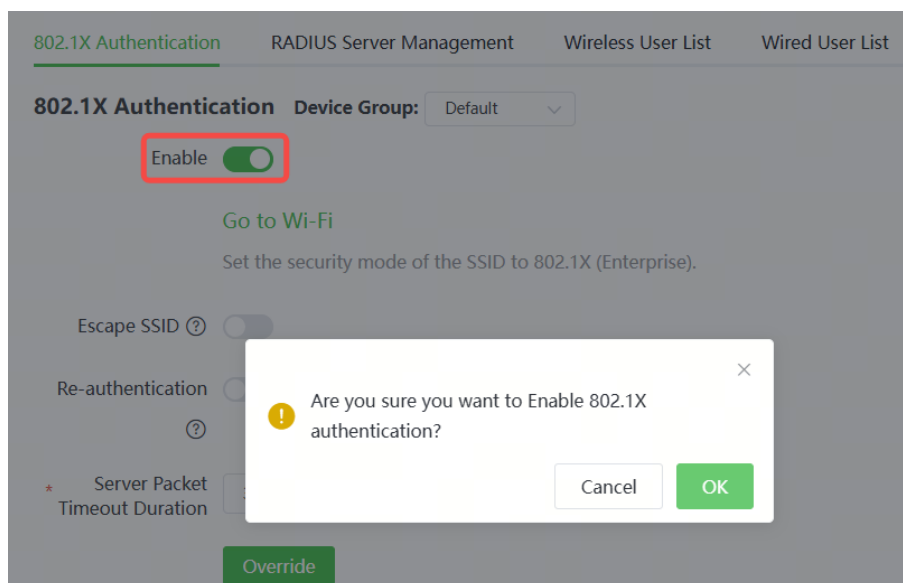 802.1X Authentication RADIUS Server Management Wireless User List Wired User List
802.1X Authentication Device Group: Default
Enable
Go to Wi-Fi
Set the security mode of the SSID to 802.1X (Enterprise).
Escape SSID ?
Re-authentication
?
Are you sure you want to Enable 802.1X
authentication?
Cancel OK
* Server Packet
Timeout Duration
Override